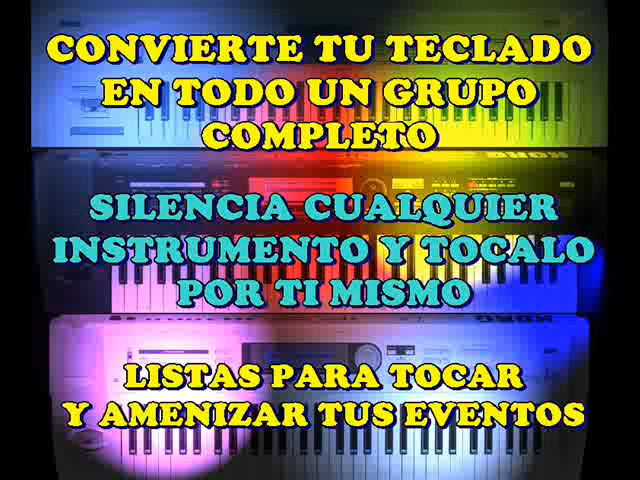 CONVIERTE TU TECLADO
EN TODO UN GRUPO
COMPLETO
SILENCIA CUALQUIER
INSTRUMENTO Y TOCALO
POR TI MISMO
LISTAS PARA TOCAR
Y AMENIZAR TUS EVENTOS